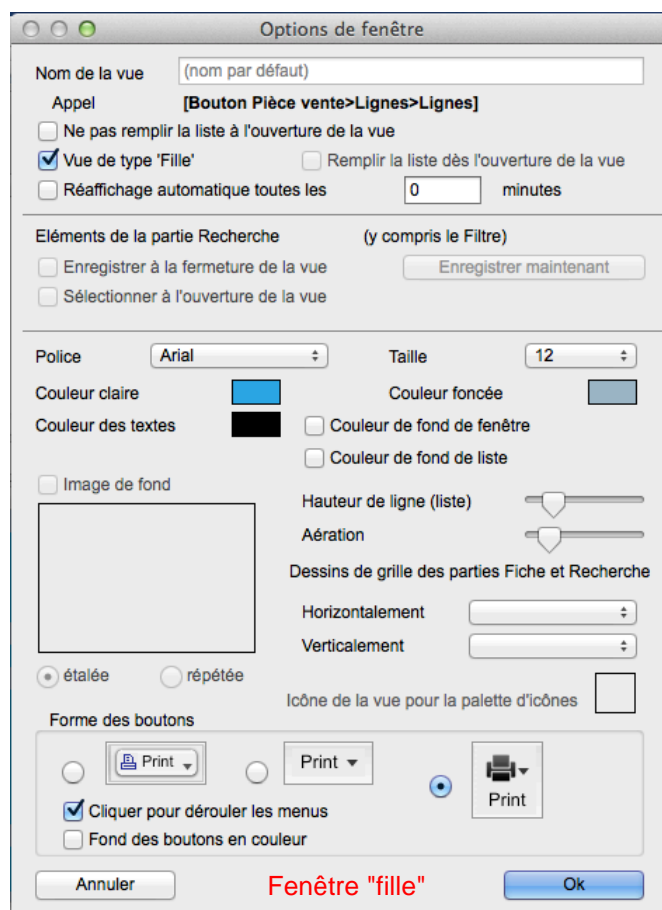 Options de fenêtre
Nom de la vue (nom par défaut)
Appel [Bouton Pièce vente>Lignes>Lignes]
Ne pas remplir la liste à l'ouverture de la vue
Vue de type 'Fille' Remplir la liste dès l'ouverture de la vue
Réaffichage automatique toutes les 0 minutes
Eléments de la partie Recherche (y compris le Filtre)
Enregistrer à la fermeture de la vue Enregistrer maintenant
Sélectionner à l'ouverture de la vue
Police Arial Taille 12
Couleur claire Couleur foncée
Couleur des textes Couleur de fond de fenêtre
Couleur de fond de liste
Image de fond
Hauteur de ligne (liste)
Aération
Dessins de grille des parties Fiche et Recherche
Horizontalement
Verticalement
étalée répétée
Icône de la vue pour la palette d'icônes
Forme des boutons
Print Print Print
Cliquer pour dérouler les menus
Fond des boutons en couleur
Annuler Fenêtre "fille" Ok